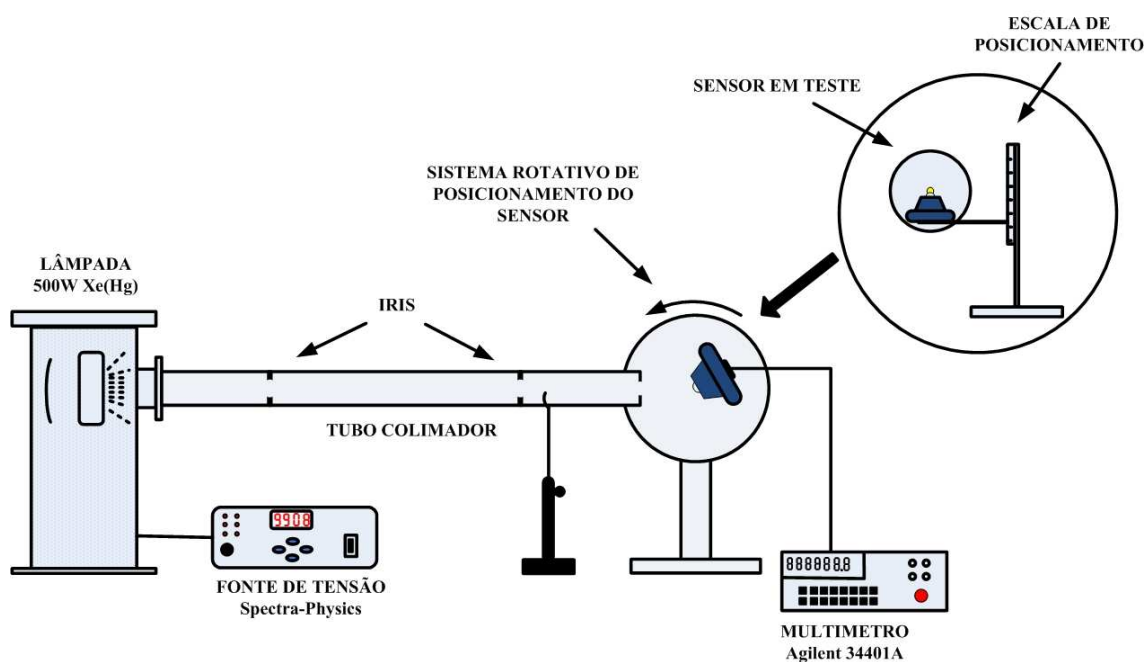 ESCALA DE
POSICIONAMENTO
SENSOR EM TESTE
SISTEMA ROTATIVO DE
POSICIONAMENTO DO
SENSOR
LÂMPADA
500W Xe(Hg)
IRIS
TUBO COLIMADOR
9908
FONTE DE TENSÃO
Spectra-Physics
888888.8
MULTIMETRO
Agilent 34401A